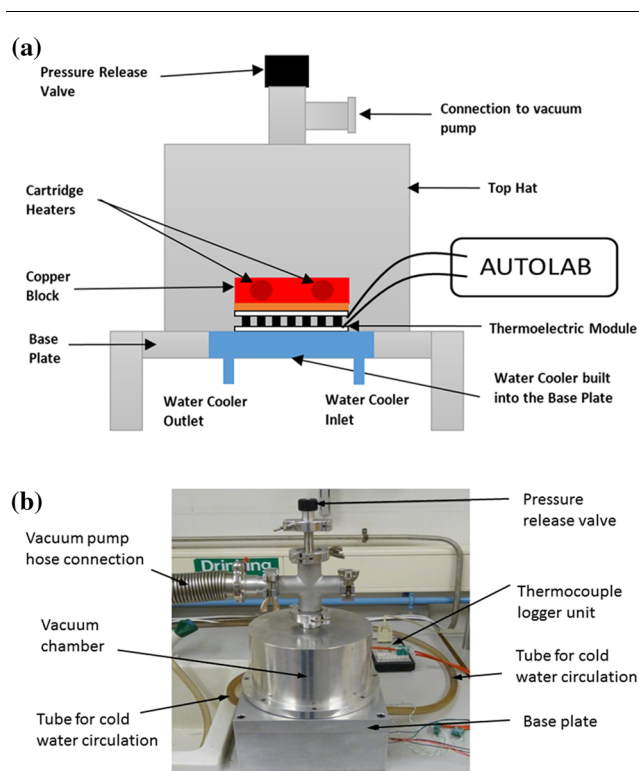 (a)
Pressure Release
Valve
Connection to vacuum
pump
Cartridge
Heaters
Top Hat
AUTOLAB
Copper
Block
Thermoelectric Module
Base
Plate
Water Cooler
Outlet
Water Cooler
Inlet
Water Cooler built
into the Base Plate
(b)
Pressure
release valve
Vacuum pump
hose connection
Drinking
Thermocouple
logger unit
Vacuum
chamber
Tube for cold
water circulation
Tube for cold
water circulation
Base plate